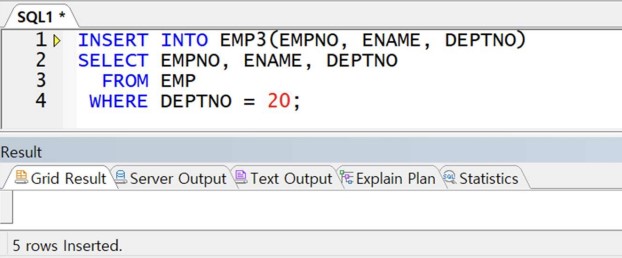 SQL1 *
1 INSERT INTO EMP3(EMPNO, ENAME, DEPTNO)
2 SELECT EMPNO, ENAME, DEPTNO
3 FROM EMP
4 WHERE DEPTNO = 20;
Result
Grid Result Server Output Text Output Explain Plan Statistics
5 rows Inserted.